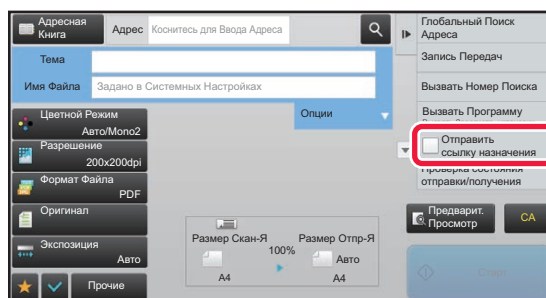 Адресная
Книга
Адрес
Коснитесь для Ввода Адреса
Тема
Имя Файла
Задано в Системных Настройках
Опции
Цветной Режим
Авто/Mono2
Разрешение
200x200dpi
Формат Файла
PDF
Оригинал
Экспозиция
Авто
Прочие
Размер Скан-Я
100%
Размер Отпр-Я
Авто
A4
A4
Глобальный Поиск
Адреса
Запись Передач
Вызвать Номер Поиска
Вызвать Программу
Отправить
ссылку назначения
Проверка состояния
отправки/получения
Предварит.
Просмотр
CA
Старт